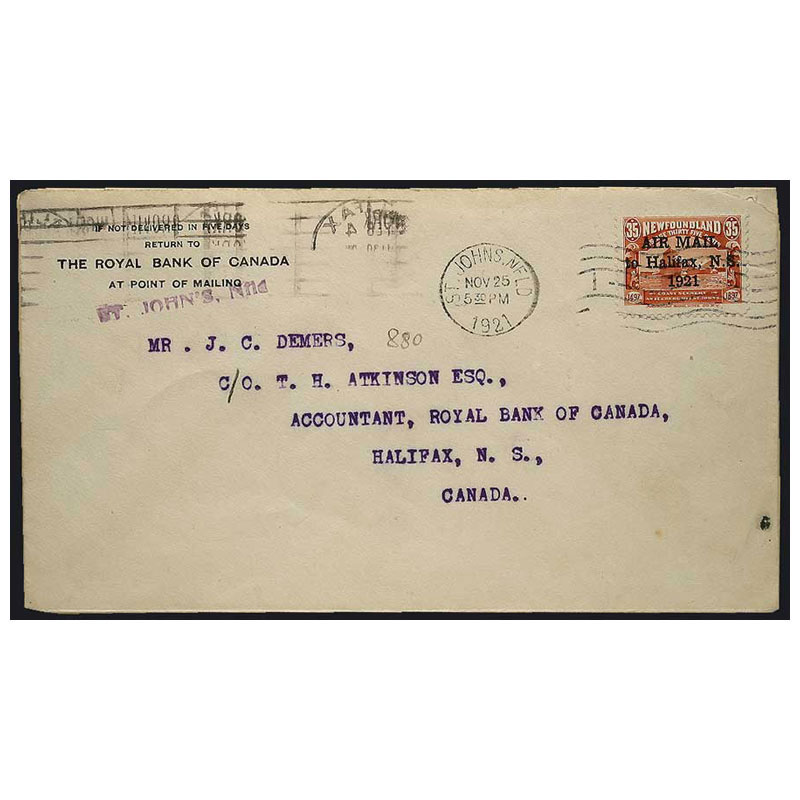 IF NOT DELIVERED IN FIVE DAYS
RETURN TO
THE ROYAL BANK OF CANADA
AT POINT OF MAILING
ST. JOHN'S, Nfld
ST. JOHNS. NFLD
NOV 25
5 30 PM
1921
35 NEWFOUNDLAND 35
AIR MAIL
to Halifax, N.S.
1921
MR. J. C. DEMERS,
880
C/O. T. H. ATKINSON ESQ.,
ACCOUNTANT, ROYAL BANK OF CANADA,
HALIFAX, N. S.,
CANADA..